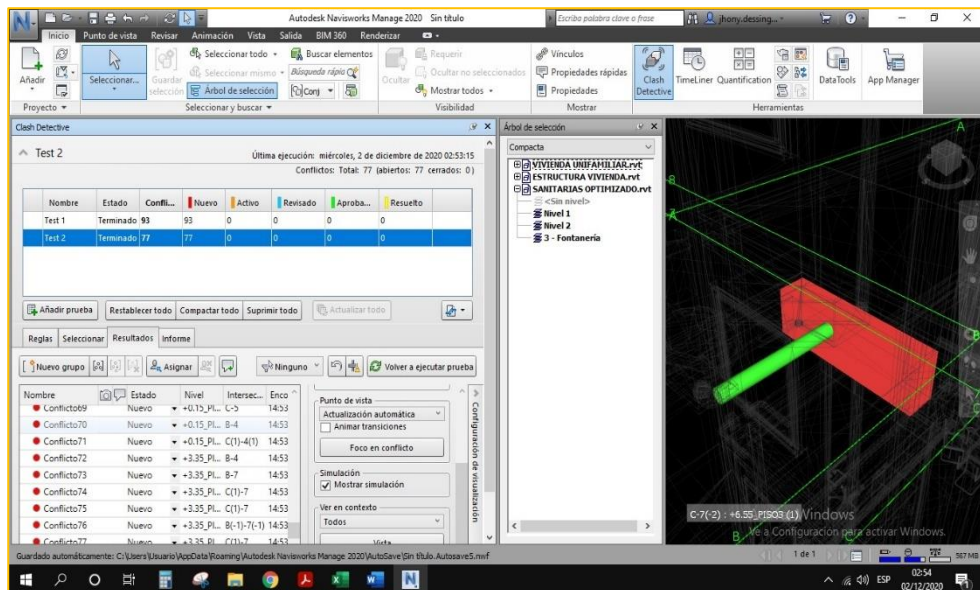 Autodesk Navisworks Manage 2020 Sin título
Escriba palabra clave o frase
jhony.dessing...
Inicio Punto de vista Revisar Animación Vista Salida BIM 360 Renderizar
Añadir
Proyecto
Seleccionar...
Guardar selección
Seleccionar todo
Seleccionar mismo
Árbol de selección
Buscar elementos
Búsqueda rápid
Conj
Seleccionar y buscar
Ocultar
Requerir
Ocultar no seleccionados
Mostrar todos
Visibilidad
Vínculos
Propiedades rápidas
Propiedades
Mostrar
Clash Detective
TimeLiner
Quantification
DataTools
App Manager
Herramientas
Clash Detective
Test 2
Última ejecución: miércoles, 2 de diciembre de 2020 02:53:15
Conflictos: Total: 77 (abiertos: 77 cerrados: 0)
Nombre Estado Confli... Nuevo Activo Revisado Aproba... Resuelto
Test 1 Terminado 93 93 0 0 0 0
Test 2 Terminado 77 77 0 0 0 0
Añadir prueba Restablecer todo Compactar todo Suprimir todo Actualizar todo
Reglas Seleccionar Resultados Informe
Nuevo grupo Asignar Ninguno Volver a ejecutar prueba
Nombre Estado Nivel Intersec... Enco
Conflicto69 Nuevo +0.15_PI... C-5 14:53
Conflicto70 Nuevo +0.15_PI... B-4 14:53
Conflicto71 Nuevo +0.15_PI... C(1)-4(1) 14:53
Conflicto72 Nuevo +3.35_PI... B-4 14:53
Conflicto73 Nuevo +3.35_PI... B-7 14:53
Conflicto74 Nuevo +3.35_PI... C(1)-7 14:53
Conflicto75 Nuevo +3.35_PI... C(1)-7 14:53
Conflicto76 Nuevo +3.35_PI... B(-1)-7(-1) 14:53
Conflicto77 Nuevo +3.35_PI... C(1)-7 14:53
Punto de vista
Actualización automática
Animar transiciones
Foco en conflicto
Simulación
Mostrar simulación
Ver en contexto
Todos
Vista
Configuración de visualización
Árbol de selección
Compacta
VIVIENDA UNIFAMILIAR.rvt
ESTRUCTURA VIVIENDA.rvt
SANITARIAS OPTIMIZADO.rvt
<Sin nivel>
Nivel 1
Nivel 2
3 - Fontanería
A
B
A
B
C-7(-2) : +6.55_PISO3 (1)
Windows
Ve a Configuración para activar Windows.
B
A
Guardado automáticamente: C:\Users\Usuario\AppData\Roaming\Autodesk Navisworks Manage 2020\AutoSave\Sin título.Autosave5.nwf
1 de 1
567 MB
ESP
02:54
02/12/2020